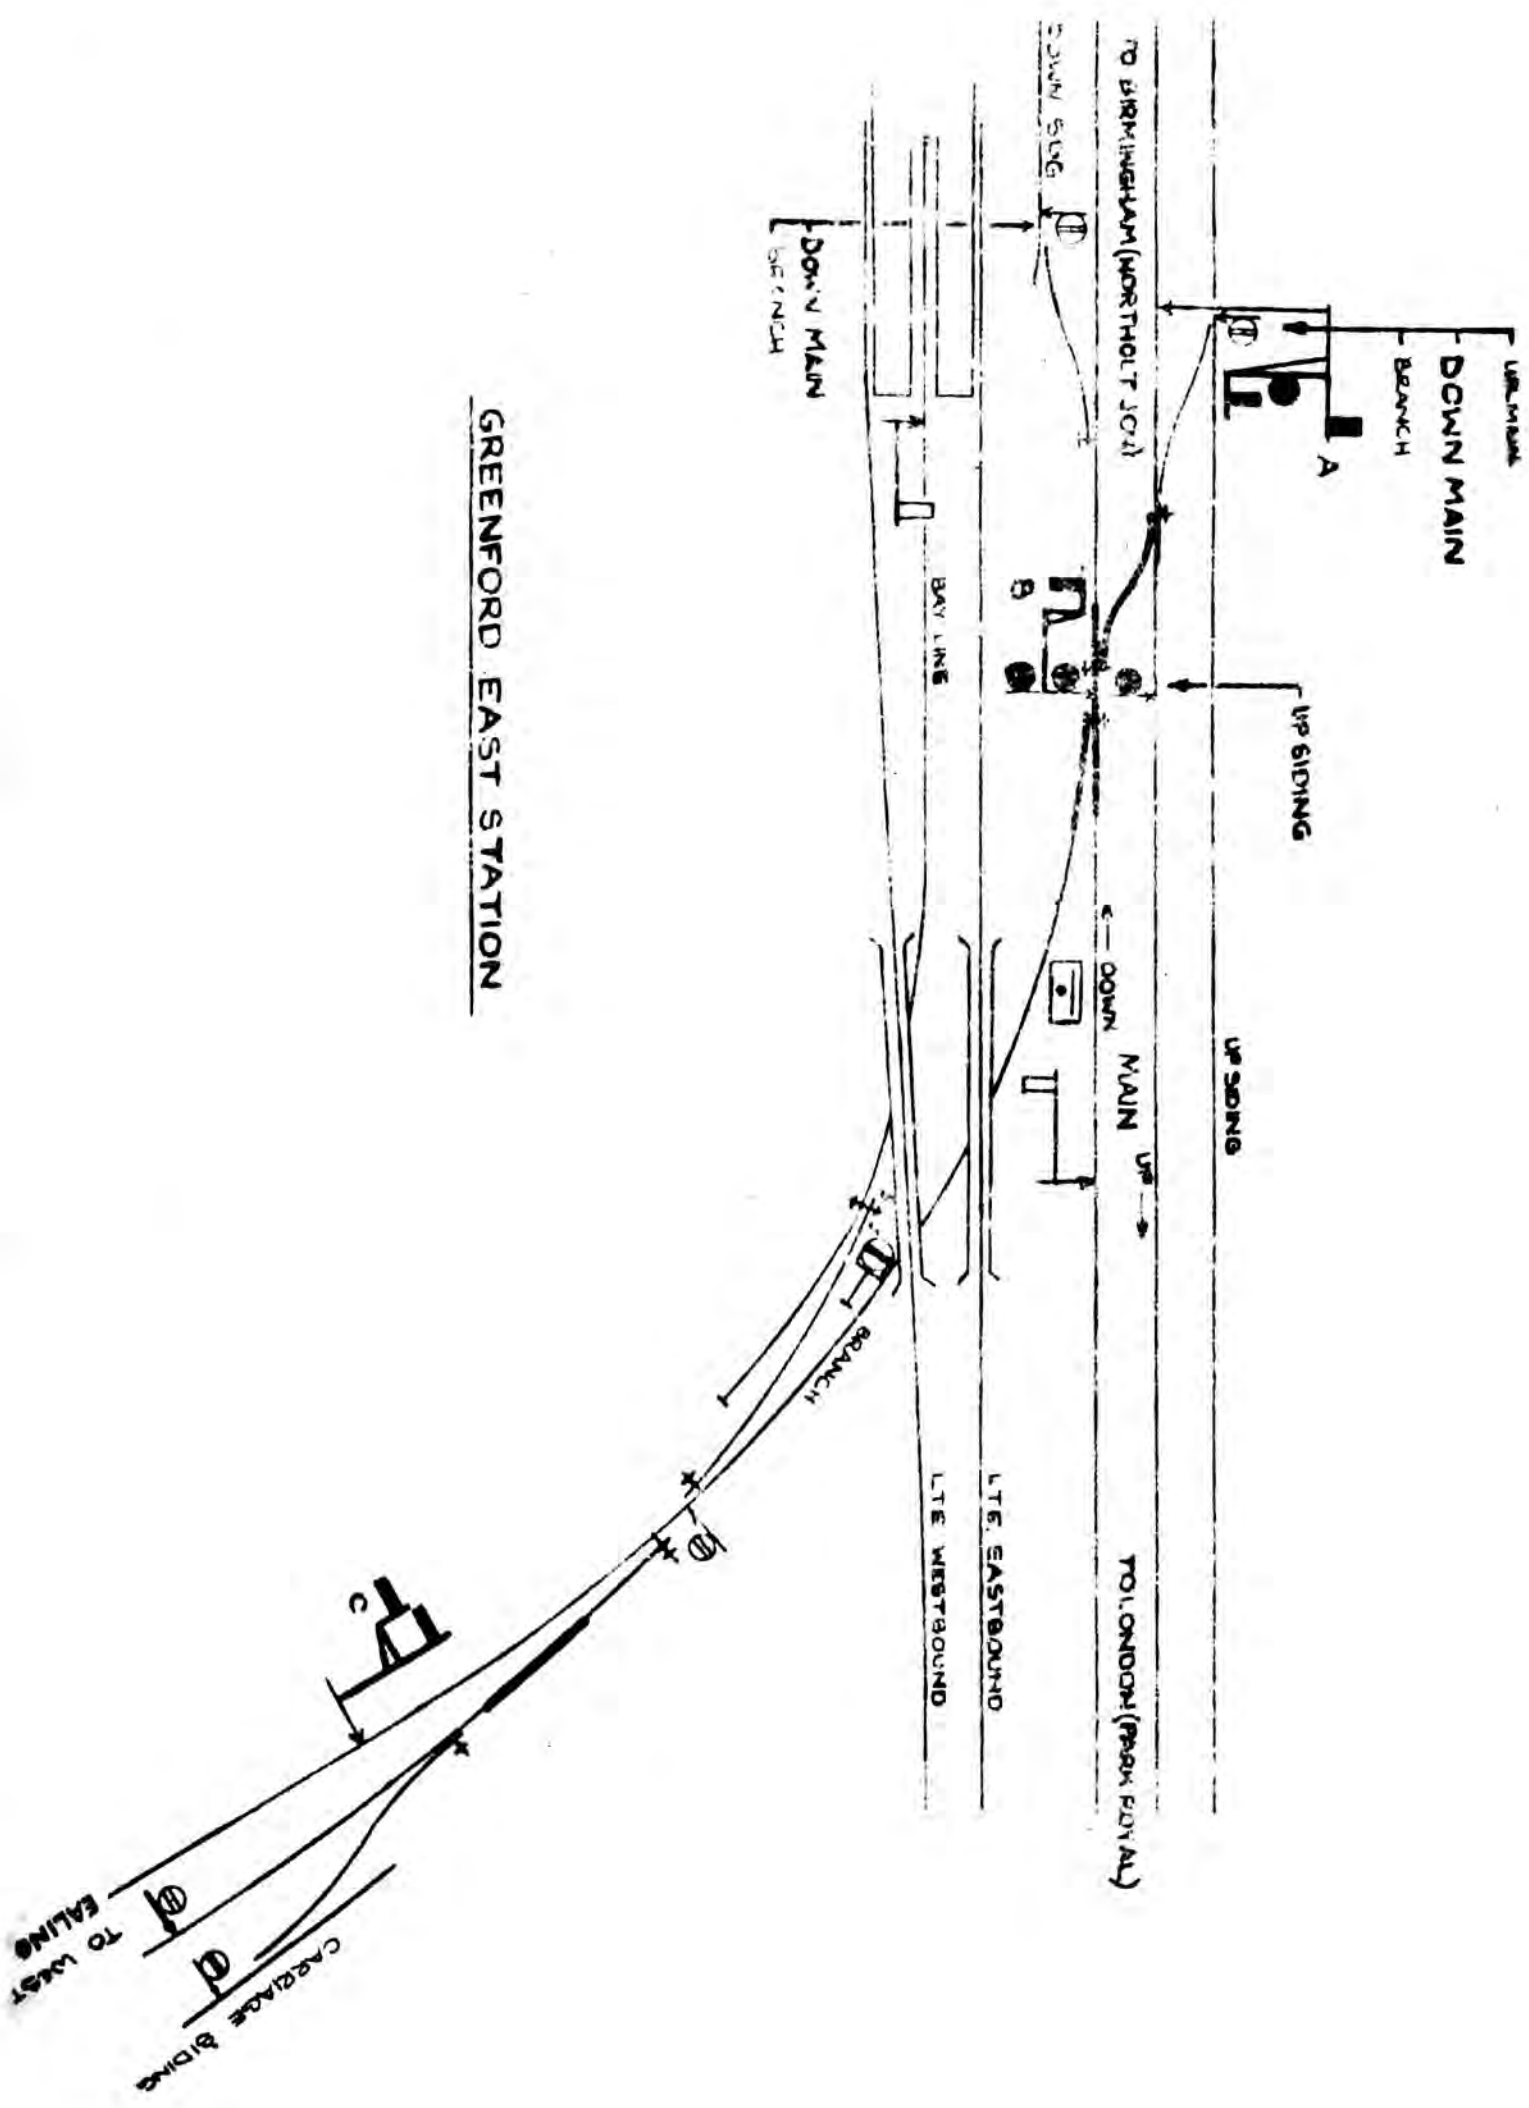 UP MAIN
DOWN MAIN
BRANCH
A
UP SIDING
UP SIDING
TO BIRMINGHAM (NORTHOLT JCN)
MAIN
UP
TO LONDON (PARK ROYAL)
← DOWN
DOWN SDG
B
LTE. EASTBOUND
BAY LINE
LTE WESTBOUND
DOWN MAIN
BRANCH
C
TO WEST
EALING
CARRIAGE SIDING
GREENFORD EAST STATION